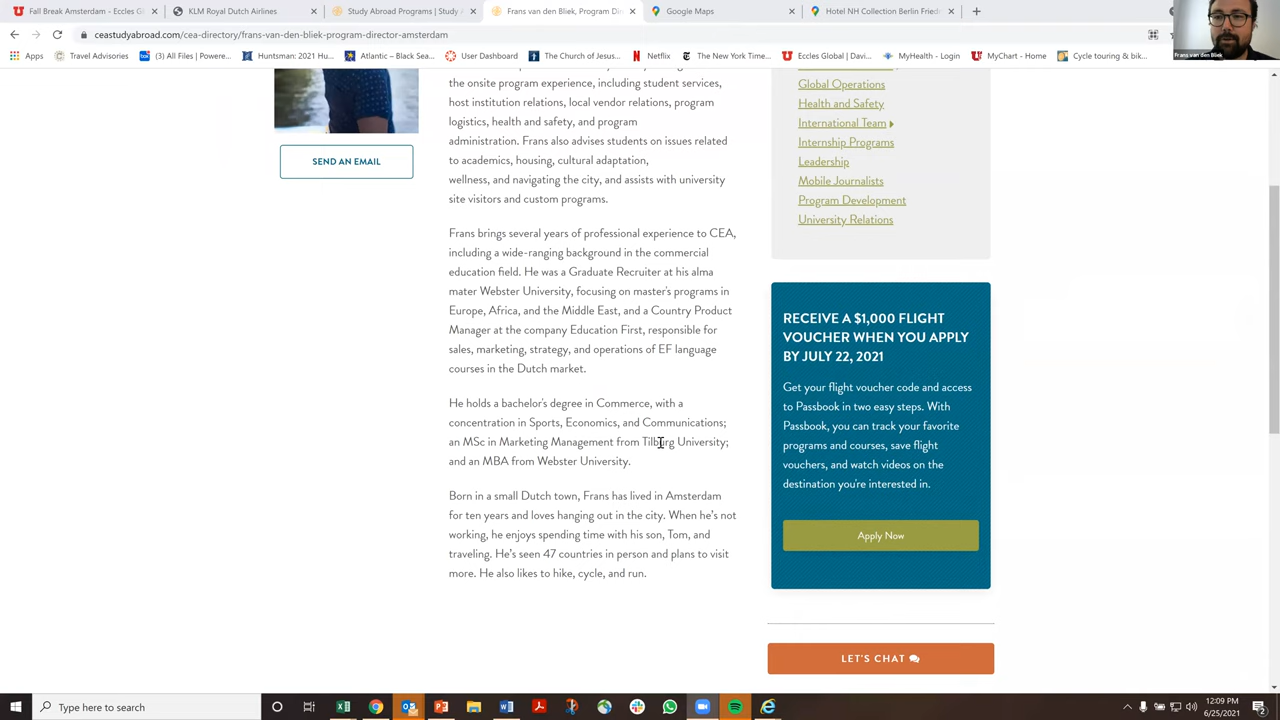 Fall Break Amsterdam - Eccles Gl
KLM Royal Dutch Airlines
Study Abroad Programs | Study A
Frans van den Bliek, Program Dir
Google Maps
Hotel NH Collection Berlin Friedr
ceastudyabroad.com/cea-directory/frans-van-den-bliek-program-director-amsterdam
Frans van den Bliek
Apps
Travel Advisories
(3) All Files | Powere...
Huntsman: 2021 Hu...
Atlantic – Black Sea...
User Dashboard
The Church of Jesus...
Netflix
The New York Time...
Eccles Global | Davi...
MyHealth - Login
MyChart - Home
Cycle touring & bik...
the onsite program experience, including student services,
host institution relations, local vendor relations, program
logistics, health and safety, and program
administration. Frans also advises students on issues related
to academics, housing, cultural adaptation,
wellness, and navigating the city, and assists with university
site visitors and custom programs.
SEND AN EMAIL
Frans brings several years of professional experience to CEA,
including a wide-ranging background in the commercial
education field. He was a Graduate Recruiter at his alma
mater Webster University, focusing on master's programs in
Europe, Africa, and the Middle East, and a Country Product
Manager at the company Education First, responsible for
sales, marketing, strategy, and operations of EF language
courses in the Dutch market.
He holds a bachelor's degree in Commerce, with a
concentration in Sports, Economics, and Communications;
an MSc in Marketing Management from Tilburg University;
and an MBA from Webster University.
Born in a small Dutch town, Frans has lived in Amsterdam
for ten years and loves hanging out in the city. When he's not
working, he enjoys spending time with his son, Tom, and
traveling. He's seen 47 countries in person and plans to visit
more. He also likes to hike, cycle, and run.
Global Operations
Health and Safety
International Team
Internship Programs
Leadership
Mobile Journalists
Program Development
University Relations
RECEIVE A $1,000 FLIGHT
VOUCHER WHEN YOU APPLY
BY JULY 22, 2021
Get your flight voucher code and access
to Passbook in two easy steps. With
Passbook, you can track your favorite
programs and courses, save flight
vouchers, and watch videos on the
destination you're interested in.
Apply Now
LET'S CHAT
Type here to search
12:09 PM
6/25/2021